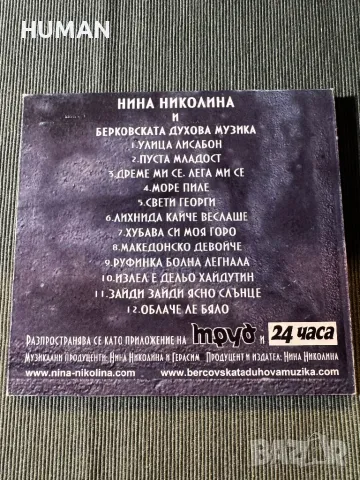 HUMAN
НИНА НИКОЛИНА
И
БЕРКОВСКАТА ДУХОВА МУЗИКА
1.УЛИЦА ЛИСАБОН
2.ПУСТА МЛАДОСТ
3.ДРЕМЕ МИ СЕ, ЛЕГА МИ СЕ
4.МОРЕ ПИЛЕ
5.СВЕТИ ГЕОРГИ
6.ЛИХНИДА КАЙЧЕ ВЕСЛАШЕ
7.ХУБАВА СИ МОЯ ГОРО
8.МАКЕДОНСКО ДЕВОЙЧЕ
9.РУФИНКА БОЛНА ЛЕГНАЛА
10.ИЗЛЕЛ Е ДЕЛЬО ХАЙДУТИН
11.ЗАЙДИ ЗАЙДИ ЯСНО СЛЪНЦЕ
12.ОБЛАЧЕ ЛЕ БЯЛО
РАЗПРОСТРАНЯВА СЕ КАТО ПРИЛОЖЕНИЕ НА труд И 24 ЧАСА
МУЗИКАЛНИ ПРОДУЦЕНТИ: НИНА НИКОЛИНА И ГЕРАСИМ ПРОДУЦЕНТ И ИЗДАТЕЛ: НИНА НИКОЛИНА
www.nina-nikolina.com www.bercovskataduhovamuzika.com
BAZAR